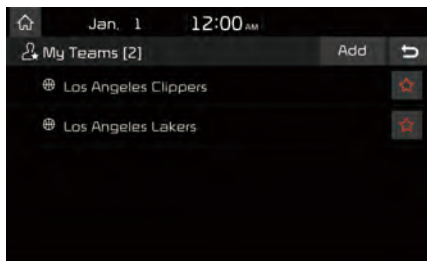 Jan. 1 12:00 AM
My Teams [2] Add
Los Angeles Clippers
Los Angeles Lakers